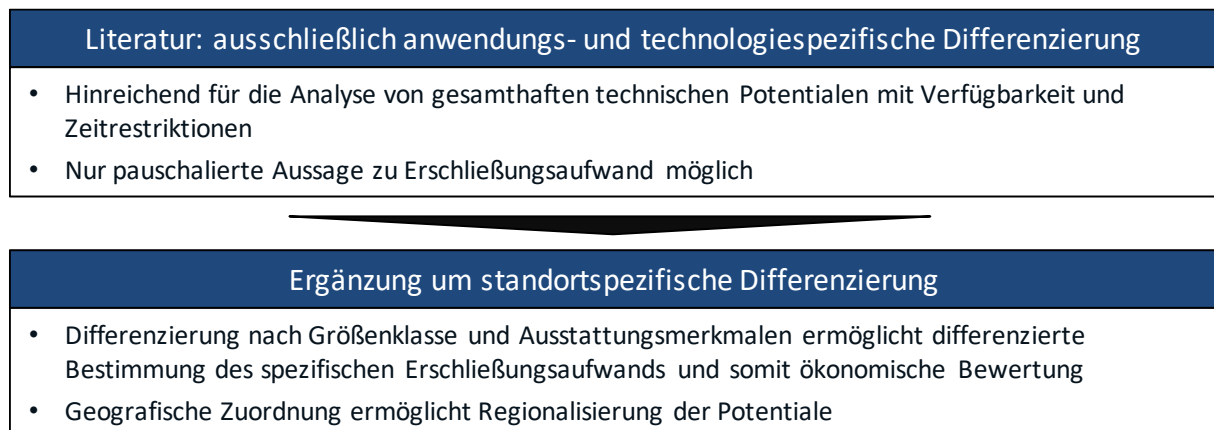 Literatur: ausschließlich anwendungs- und technologiespezifische Differenzierung
• Hinreichend für die Analyse von gesamthaften technischen Potentialen mit Verfügbarkeit und
Zeitrestriktionen
• Nur pauschalierte Aussage zu Erschließungsaufwand möglich
Ergänzung um standortspezifische Differenzierung
• Differenzierung nach Größenklasse und Ausstattungsmerkmalen ermöglicht differenzierte
Bestimmung des spezifischen Erschließungsaufwands und somit ökonomische Bewertung
• Geografische Zuordnung ermöglicht Regionalisierung der Potentiale